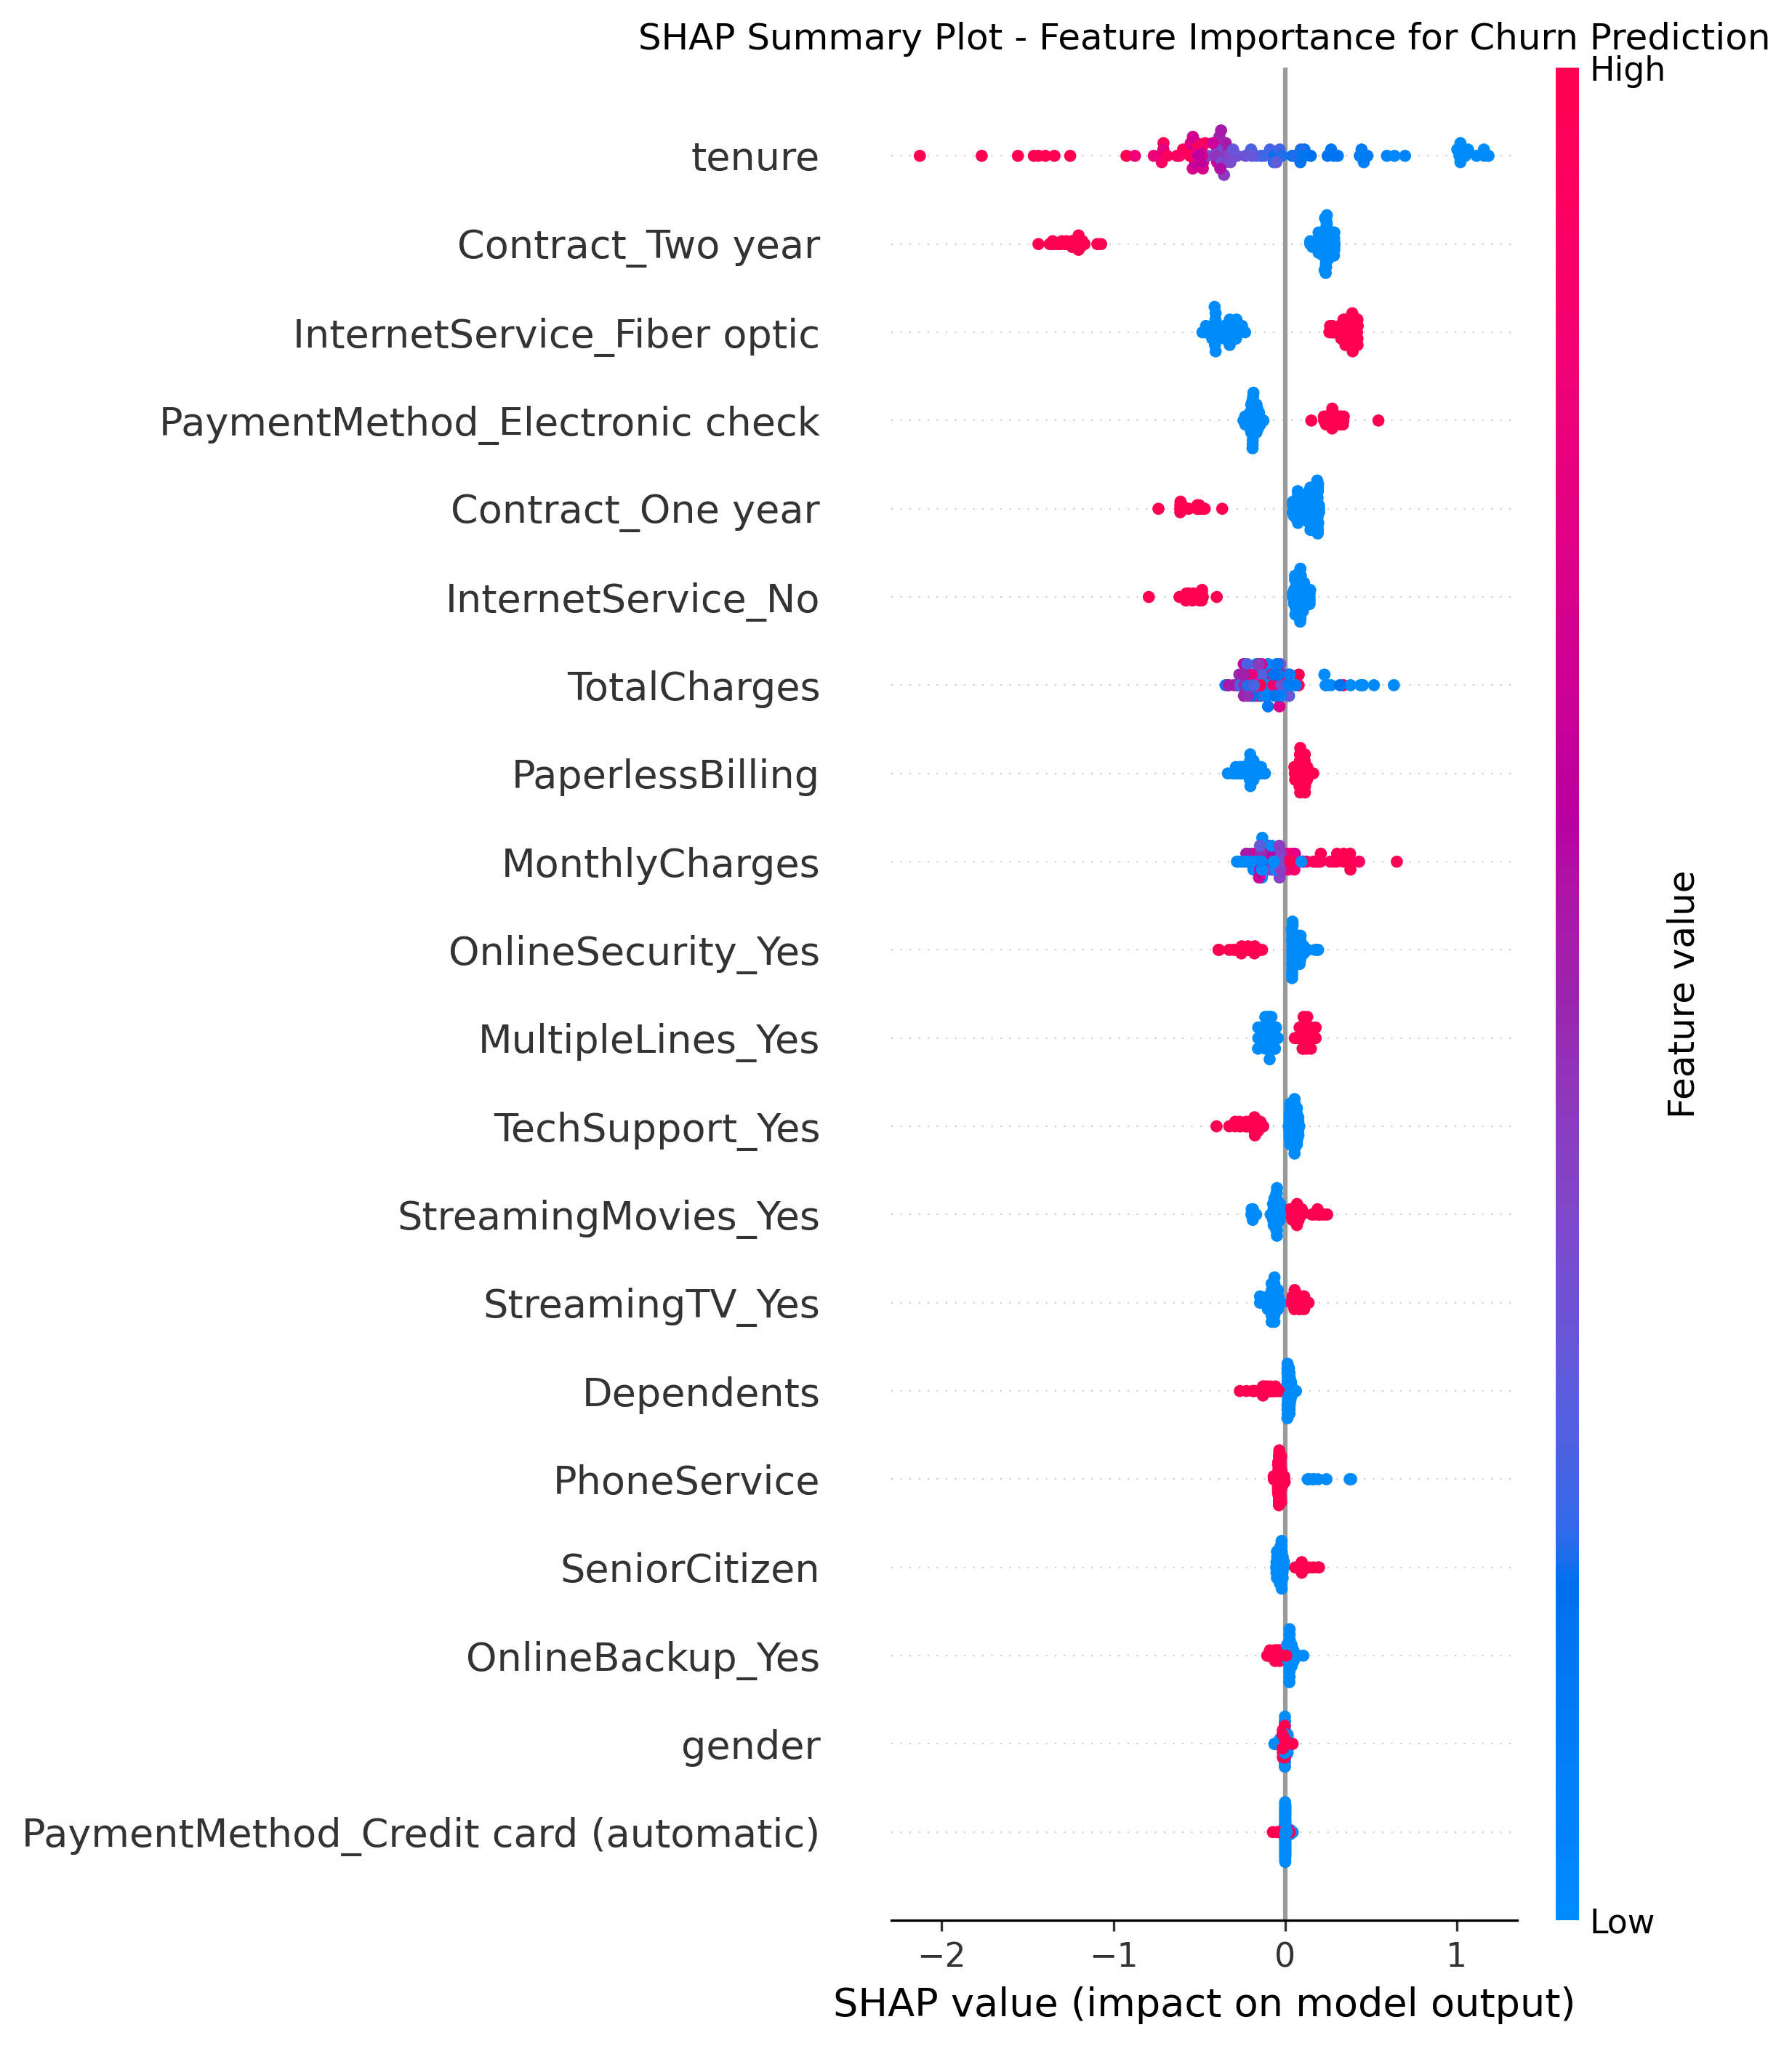 SHAP Summary Plot - Feature Importance for Churn Prediction
High
tenure
Contract_Two year
InternetService_Fiber optic
PaymentMethod_Electronic check
Contract_One year
InternetService_No
TotalCharges
PaperlessBilling
MonthlyCharges
OnlineSecurity_Yes
MultipleLines_Yes
TechSupport_Yes
StreamingMovies_Yes
StreamingTV_Yes
Dependents
PhoneService
SeniorCitizen
OnlineBackup_Yes
gender
PaymentMethod_Credit card (automatic)
Feature value
Low
−2 −1 0 1
SHAP value (impact on model output)